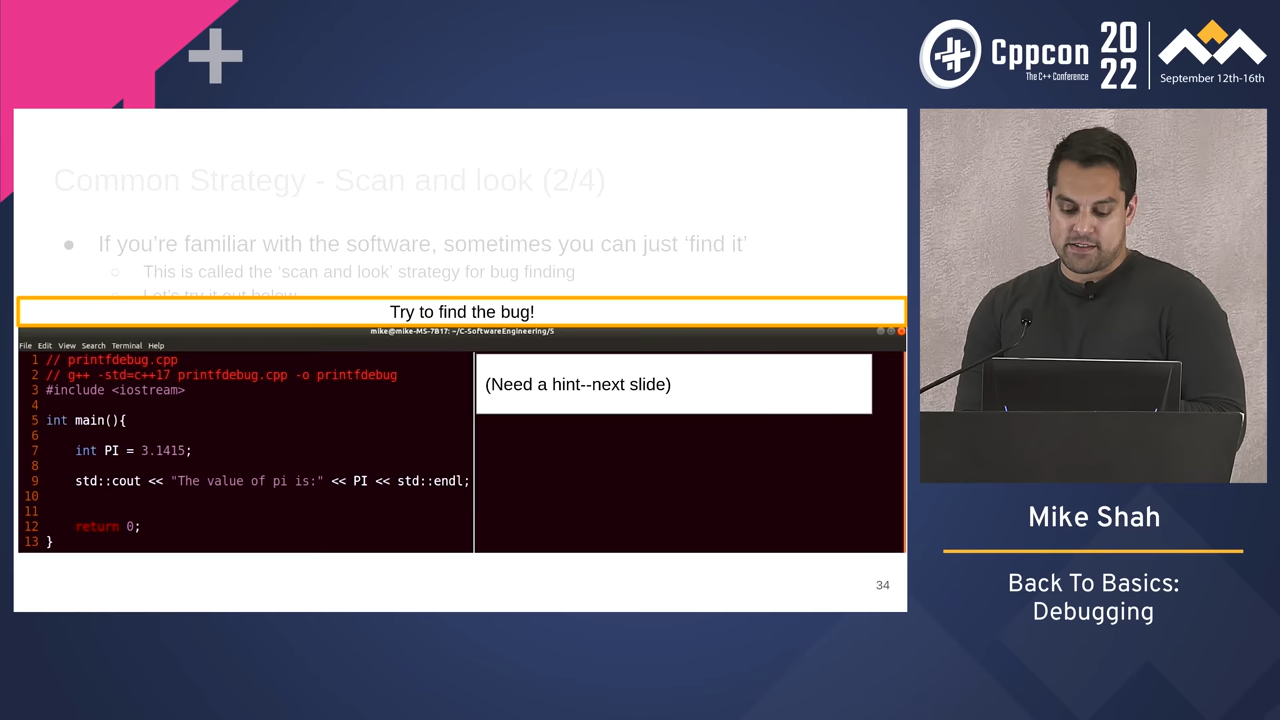 Cppcon
The C++ Conference
20
22
September 12th-16th
Common Strategy - Scan and look (2/4)
● If you’re familiar with the software, sometimes you can just ‘find it’
○ This is called the ‘scan and look’ strategy for bug finding
○ Let's try it out below
Try to find the bug!
mike@mike-MS-7B17: ~/C-SoftwareEngineering/5
File Edit View Search Terminal Help
1 // printfdebug.cpp
2 // g++ -std=c++17 printfdebug.cpp -o printfdebug
3 #include <iostream>
4
5 int main(){
6
7 int PI = 3.1415;
8
9 std::cout << "The value of pi is:" << PI << std::endl;
10
11
12 return 0;
13 }
(Need a hint--next slide)
34
Mike Shah
Back To Basics:
Debugging